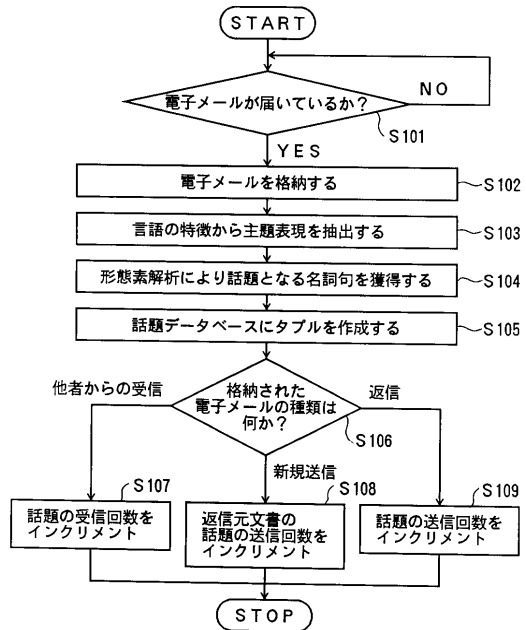 START
電子メールが届いているか?
NO
S101
YES
電子メールを格納する
S102
言語の特徴から主題表現を抽出する
S103
形態素解析により話題となる名詞句を獲得する
S104
話題データベースにタプルを作成する
S105
他者からの受信
格納された
電子メールの種類は
何か?
返信
S106
新規送信
S107
話題の受信回数を
インクリメント
S108
返信元文書の
話題の送信回数を
インクリメント
S109
話題の送信回数を
インクリメント
STOP